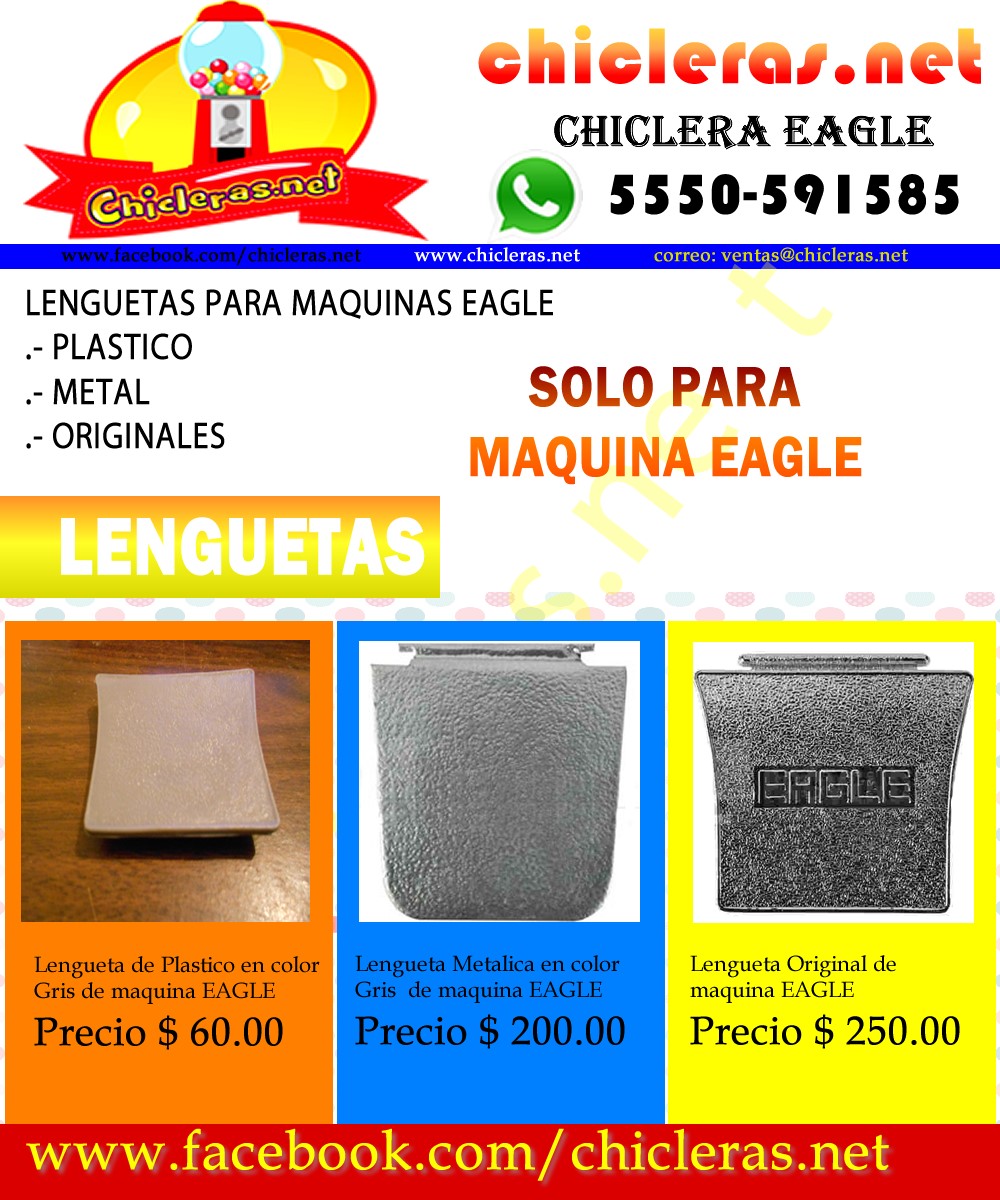 Chicleras.net
chicleras.net
CHICLERA EAGLE
5550-591585
www.facebook.com/chicleras.net www.chicleras.net correo: ventas@chicleras.net
LENGUETAS PARA MAQUINAS EAGLE
.- PLASTICO
.- METAL
.- ORIGINALES
SOLO PARA
MAQUINA EAGLE
s.net
LENGUETAS
EAGLE
Lengueta de Plastico en color
Gris de maquina EAGLE
Precio $ 60.00
Lengueta Metalica en color
Gris de maquina EAGLE
Precio $ 200.00
Lengueta Original de
maquina EAGLE
Precio $ 250.00
www.facebook.com/chicleras.net